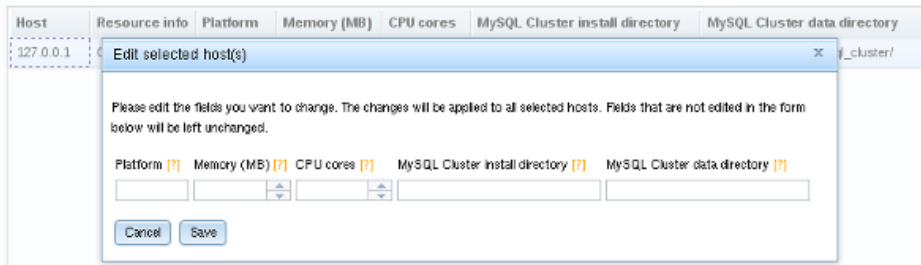 Host Resource info Platform Memory (MB) CPU cores MySQL Cluster install directory MySQL Cluster data directory
127.0.0.1
Edit selected host(s) x
ql_cluster/
Please edit the fields you want to change. The changes will be applied to all selected hosts. Fields that are not edited in the form
below will be left unchanged.
Platform [?] Memory (MB) [?] CPU cores [?] MySQL Cluster install directory [?] MySQL Cluster data directory [?]
Cancel Save